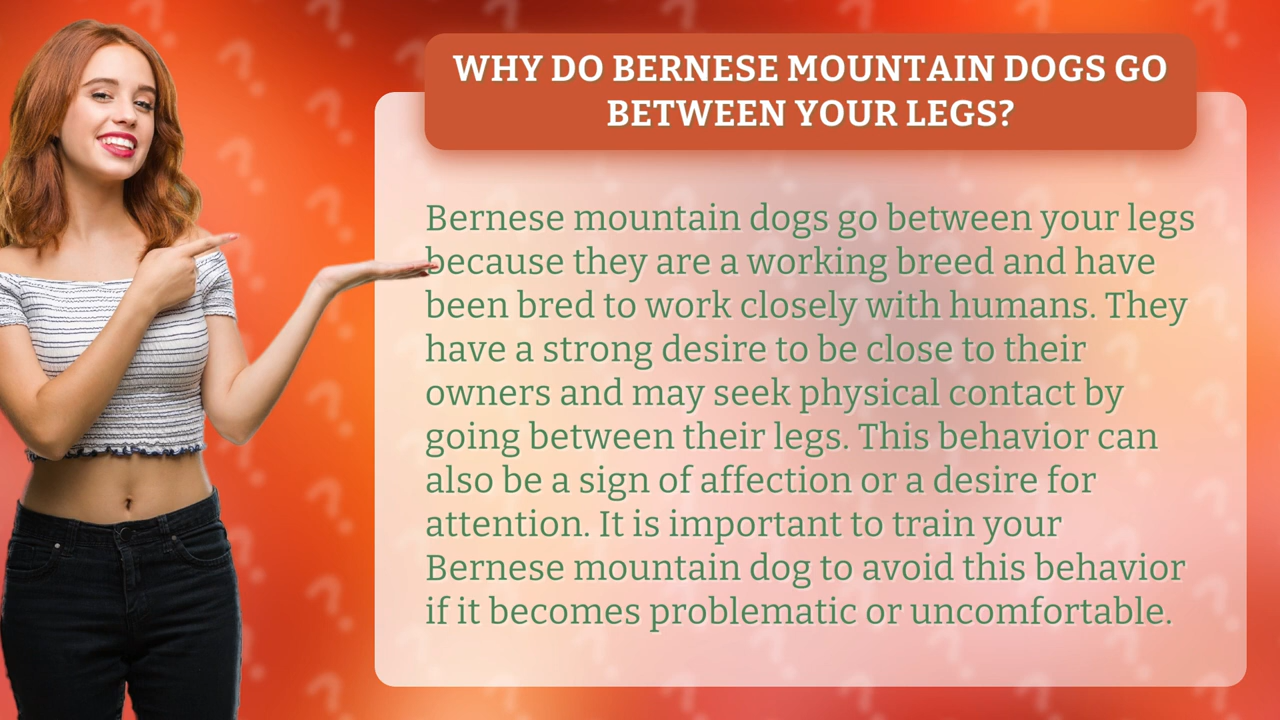 WHY DO BERNESE MOUNTAIN DOGS GO
BETWEEN YOUR LEGS?
Bernese mountain dogs go between your legs
because they are a working breed and have
been bred to work closely with humans. They
have a strong desire to be close to their
owners and may seek physical contact by
going between their legs. This behavior can
also be a sign of affection or a desire for
attention. It is important to train your
Bernese mountain dog to avoid this behavior
if it becomes problematic or uncomfortable.